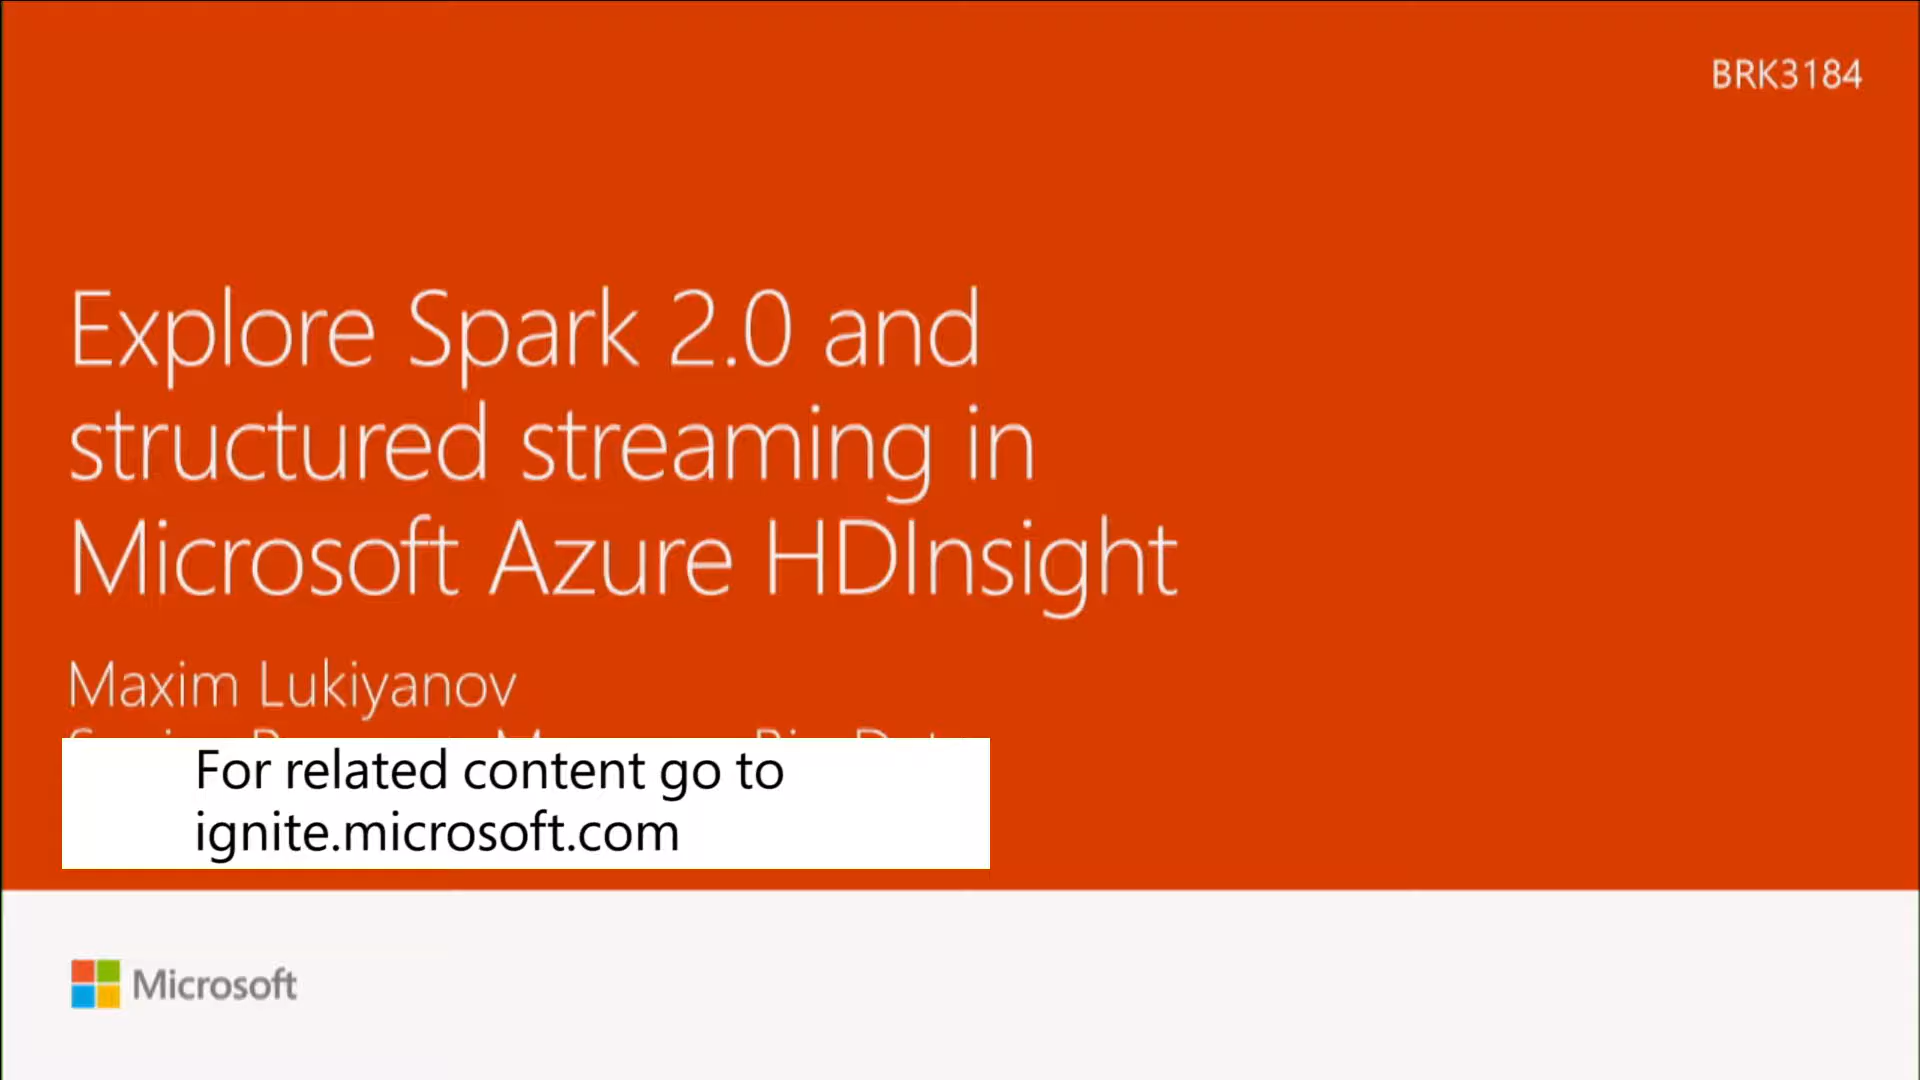 BRK3184
Explore Spark 2.0 and
structured streaming in
Microsoft Azure HDInsight
Maxim Lukiyanov
For related content go to
ignite.microsoft.com
Microsoft